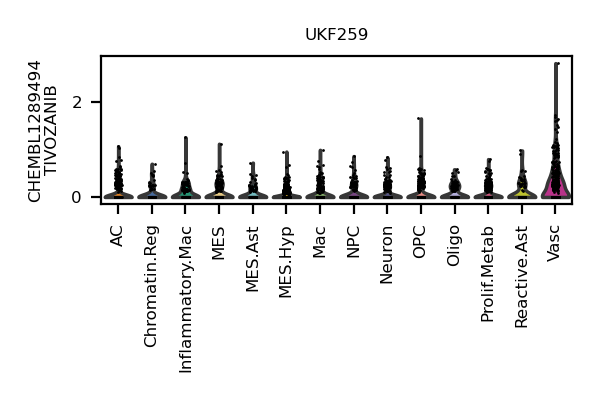 UKF259
CHEMBL1289494
TIVOZANIB
2
0
AC
Chromatin.Reg
Inflammatory.Mac
MES
MES.Ast
MES.Hyp
Mac
NPC
Neuron
OPC
Oligo
Prolif.Metab
Reactive.Ast
Vasc